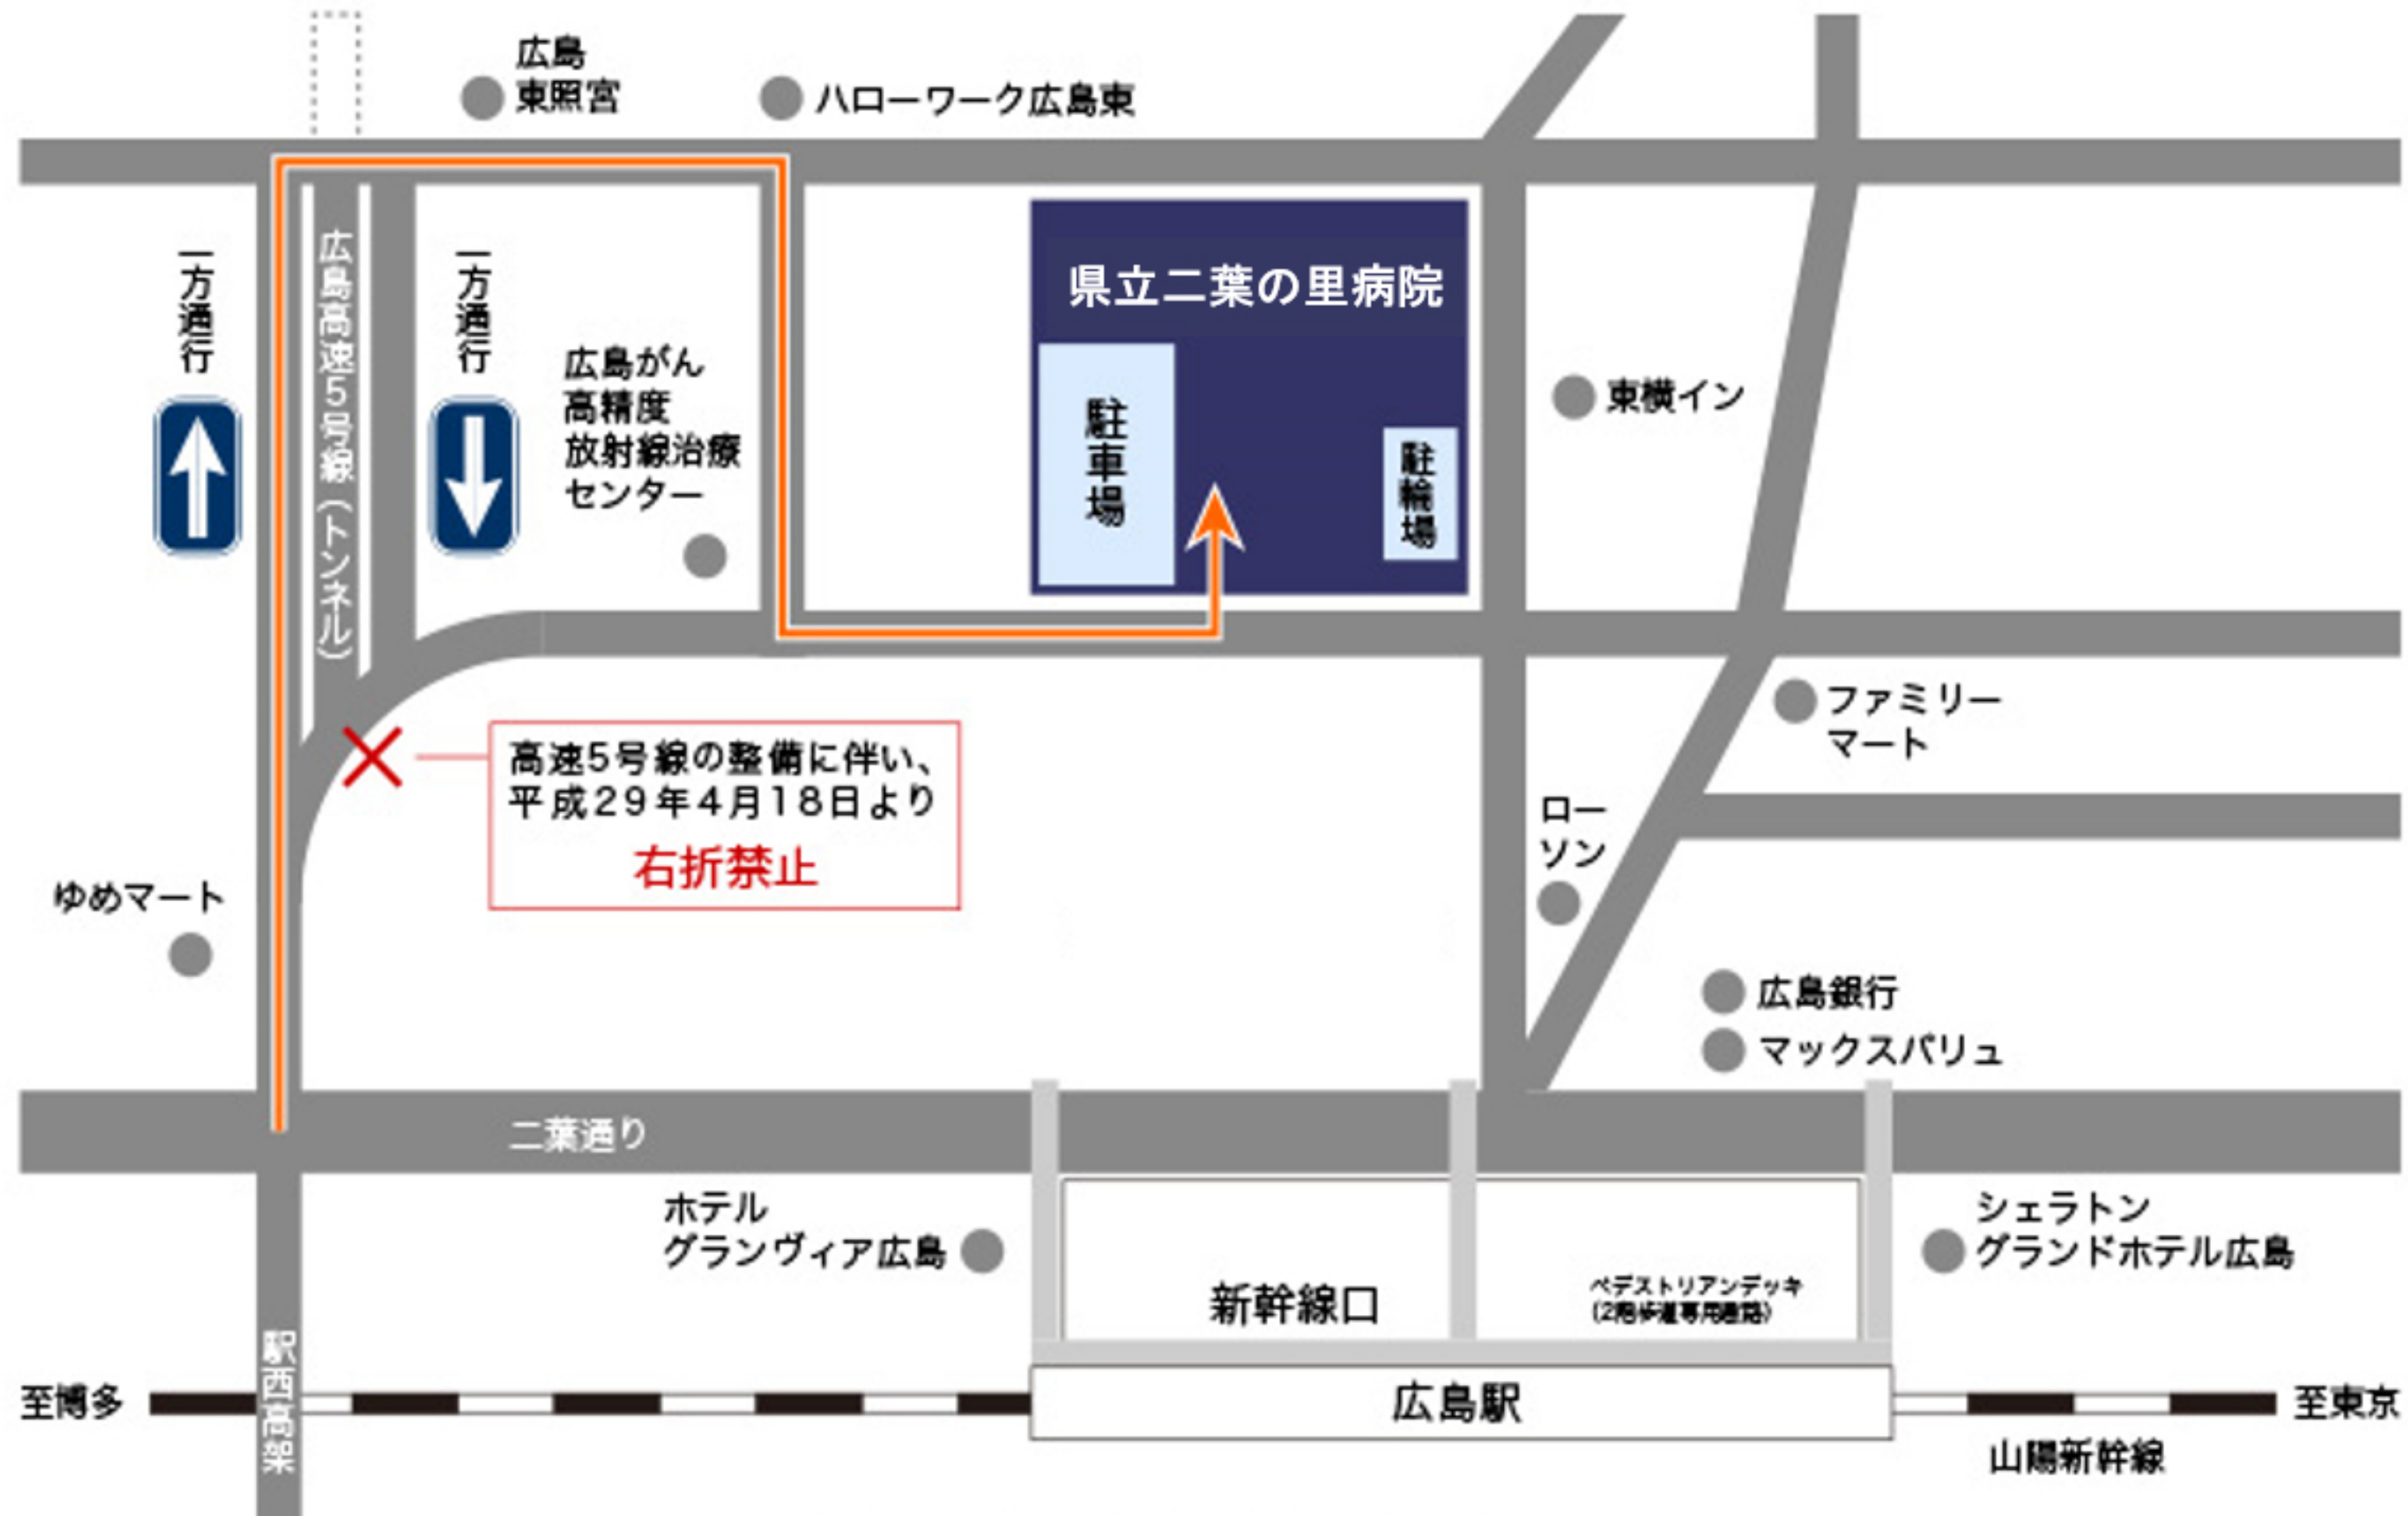 広島
東照宮
ハローワーク広島東
一方通行
広島高速5号線(トンネル)
一方通行
広島がん
高精度
放射線治療
センター
県立二葉の里病院
駐車場
駐輪場
東横イン
ファミリー
マート
高速5号線の整備に伴い、
平成29年4月18日より
右折禁止
ロー
ソン
ゆめマート
広島銀行
マックスバリュ
二葉通り
ホテル
グランヴィア広島
シェラトン
グランドホテル広島
新幹線口
ペデストリアンデッキ
(2階歩道専用通路)
駅西高架
至博多
広島駅
至東京
山陽新幹線